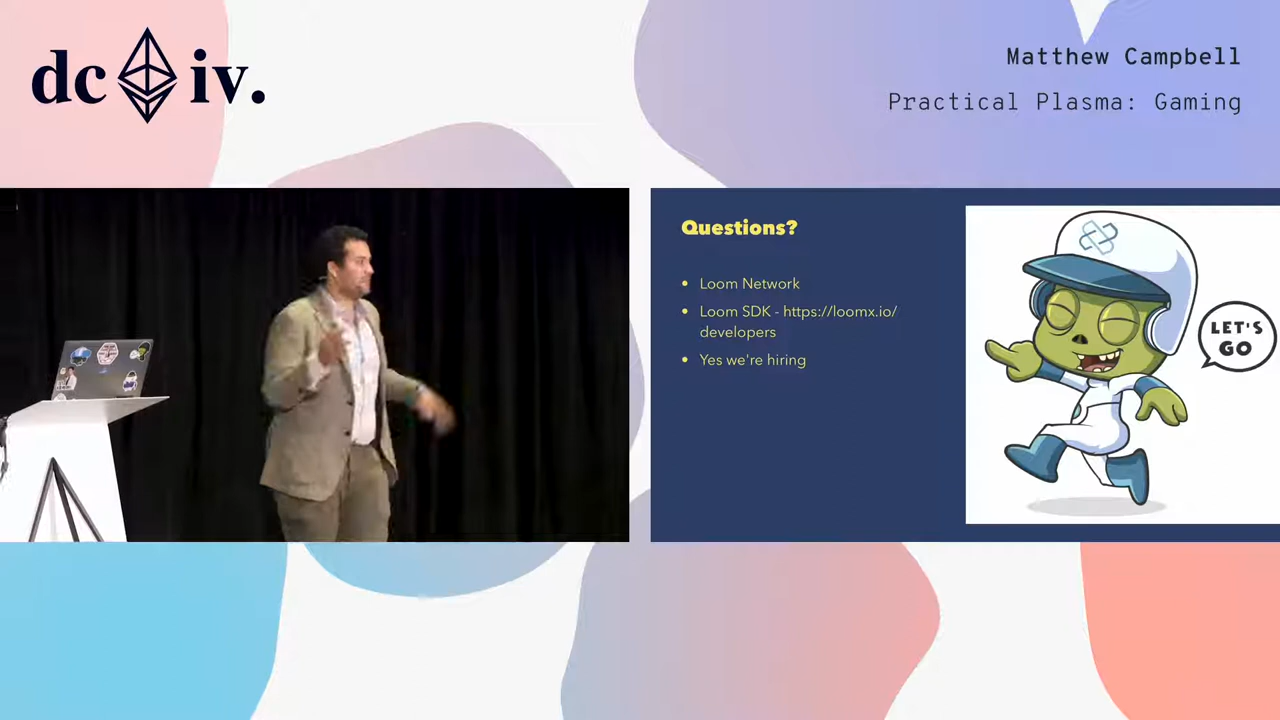 dc iv.
Matthew Campbell
Practical Plasma: Gaming
Questions?
• Loom Network
• Loom SDK - https://loomx.io/
developers
• Yes we're hiring
LET'S
GO